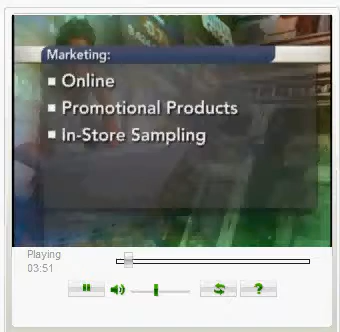 Marketing:
Online
Promotional Products
In-Store Sampling
Playing
03:51
?